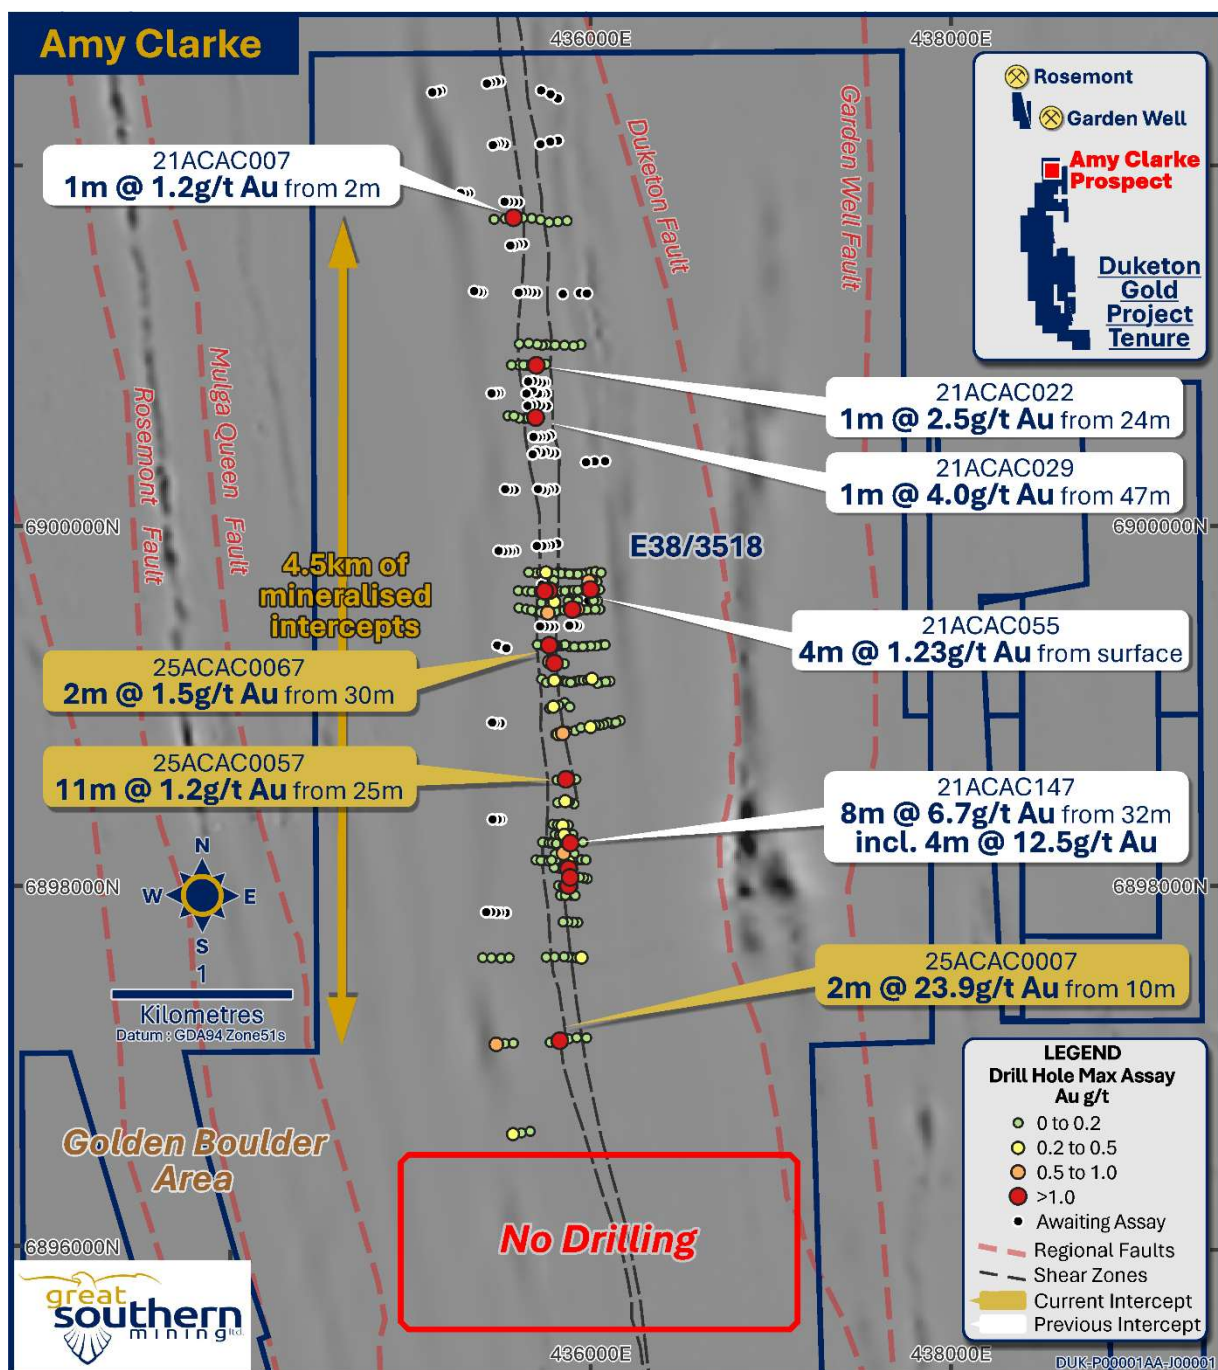 Amy Clarke
436000E
438000E
Rosemont
Garden Well
Amy Clarke
Prospect
Duketon
Gold
Project
Tenure
21ACAC007
1m @ 1.2g/t Au from 2m
Duketon Fault
Garden Well Fault
Mulga Queen Fault
Rosemont Fault
21ACAC022
1m @ 2.5g/t Au from 24m
21ACAC029
1m @ 4.0g/t Au from 47m
6900000N
6900000N
E38/3518
4.5km of
mineralised
intercepts
21ACAC055
4m @ 1.23g/t Au from surface
25ACAC0067
2m @ 1.5g/t Au from 30m
25ACAC0057
11m @ 1.2g/t Au from 25m
21ACAC147
8m @ 6.7g/t Au from 32m
incl. 4m @ 12.5g/t Au
N
W E
S
6898000N
6898000N
1
Kilometres
Datum : GDA94 Zone51s
25ACAC0007
2m @ 23.9g/t Au from 10m
Golden Boulder
Area
No Drilling
6896000N
LEGEND
Drill Hole Max Assay
Au g/t
0 to 0.2
0.2 to 0.5
0.5 to 1.0
>1.0
Awaiting Assay
Regional Faults
Shear Zones
Current Intercept
Previous Intercept
great
southern
mining ltd.
436000E
438000E
DUK-P00001AA-J00001